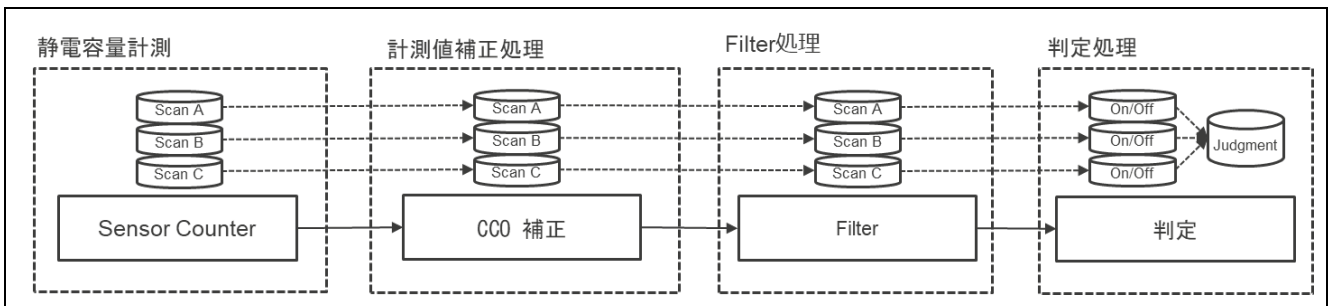 静電容量計測
計測値補正処理
Filter処理
判定処理
Scan A
Scan A
Scan A
On/Off
Scan B
Scan B
Scan B
On/Off
Judgment
Scan C
Scan C
Scan C
On/Off
Sensor Counter
CCO 補正
Filter
判定